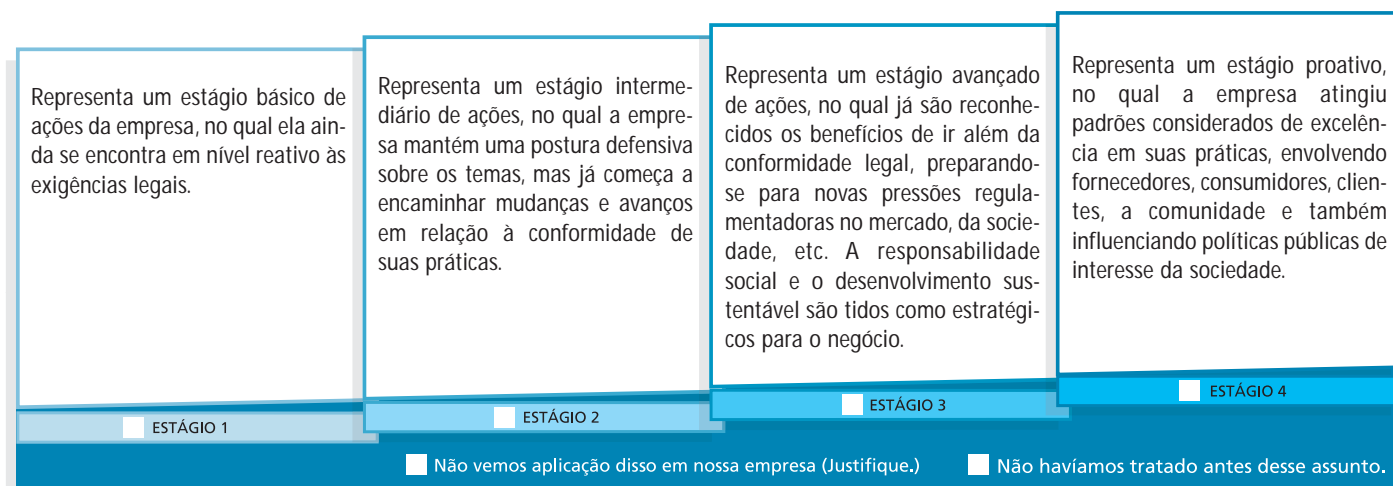 Representa um estágio básico de
ações da empresa, no qual ela ain-
da se encontra em nível reativo às
exigências legais.
ESTÁGIO 1
Representa um estágio interme-
diário de ações, no qual a empre-
sa mantém uma postura defensiva
sobre os temas, mas já começa a
encaminhar mudanças e avanços
em relação à conformidade de
suas práticas.
ESTÁGIO 2
Representa um estágio avançado
de ações, no qual já são reconhe-
cidos os benefícios de ir além da
conformidade legal, preparando-
se para novas pressões regula-
mentadoras no mercado, da socie-
dade, etc. A responsabilidade
social e o desenvolvimento sus-
tentável são tidos como estratégi-
cos para o negócio.
ESTÁGIO 3
Representa um estágio proativo,
no qual a empresa atingiu
padrões considerados de excelên-
cia em suas práticas, envolvendo
fornecedores, consumidores, clien-
tes, a comunidade e também
influenciando políticas públicas de
interesse da sociedade.
ESTÁGIO 4
Não vemos aplicação disso em nossa empresa (Justifique.)
Não havíamos tratado antes desse assunto.